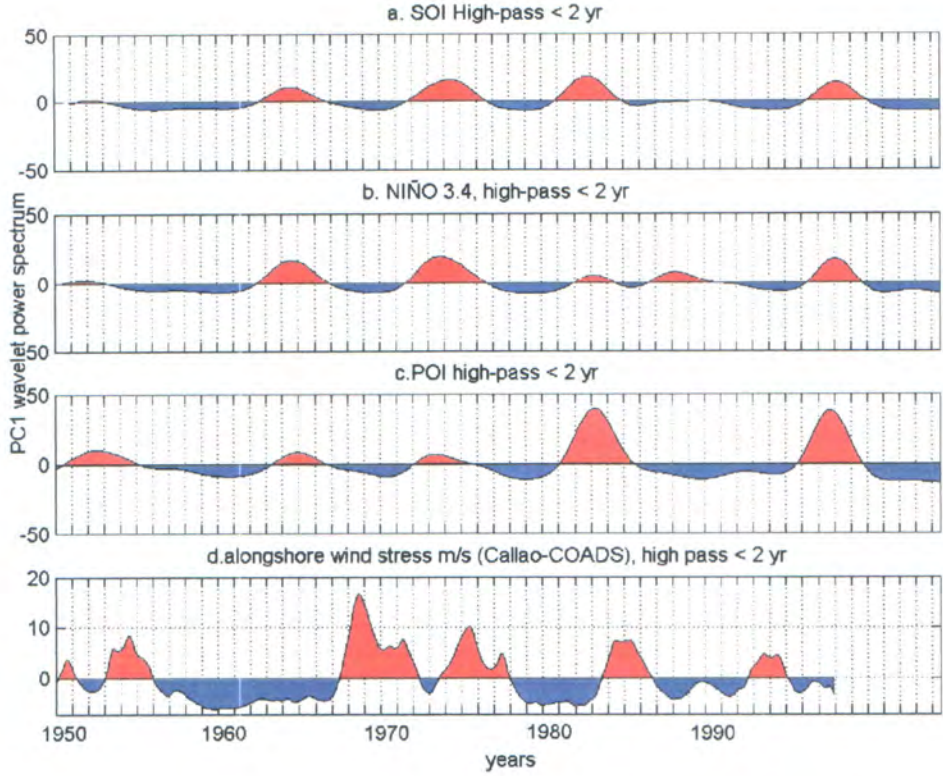 a. SOI High-pass < 2 yr
50
0
-50
b. NIÑO 3.4, high-pass < 2 yr
50
0
50
c.POI high-pass < 2 yr
50
0
-50
d.alongshore wind stress m/s (Callao-COADS), high pass < 2 yr
20
10
0
1950 1960 1970 1980 1990
years
PC1 wavelet power spectrum